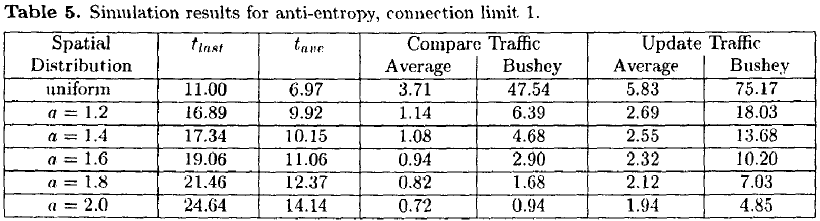 Table 5. Simulation results for anti-entropy, connection limit 1.
Spatial Distribution | t_last | t_ave | Compare Traffic | Update Traffic
Average | Bushey | Average | Bushey
uniform | 11.00 | 6.97 | 3.71 | 47.54 | 5.83 | 75.17
a = 1.2 | 16.89 | 9.92 | 1.14 | 6.39 | 2.69 | 18.03
a = 1.4 | 17.34 | 10.15 | 1.08 | 4.68 | 2.55 | 13.68
a = 1.6 | 19.06 | 11.06 | 0.94 | 2.90 | 2.32 | 10.20
a = 1.8 | 21.46 | 12.37 | 0.82 | 1.68 | 2.12 | 7.03
a = 2.0 | 24.64 | 14.14 | 0.72 | 0.94 | 1.94 | 4.85